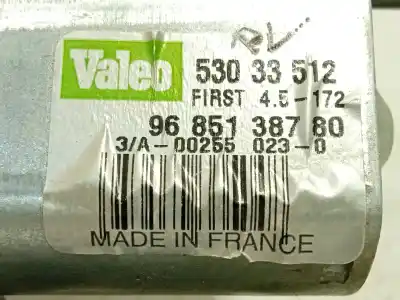 RV
Valeo
530 33 512
FIRST 4.5-172
96 851 387 80
3/A-00255 023-0
MADE IN FRANCE